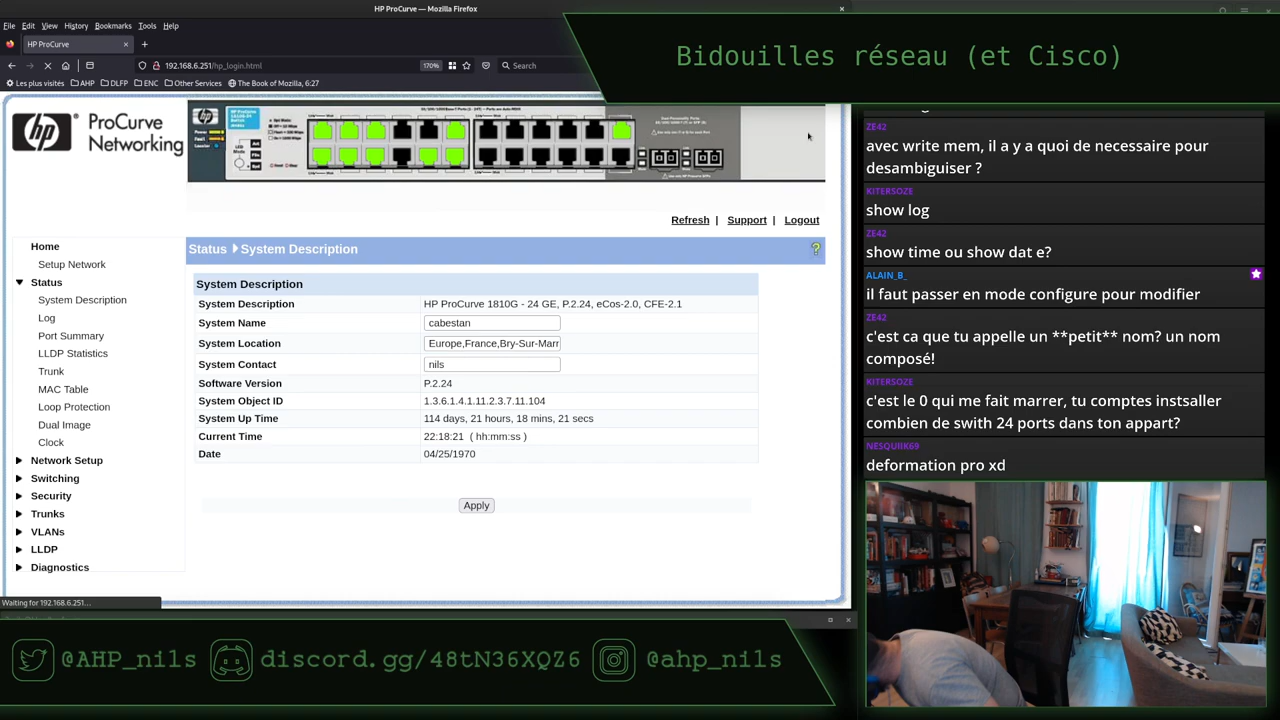 HP ProCurve — Mozilla Firefox
File Edit View History Bookmarks Tools Help
HP ProCurve
192.168.6.251/hp_login.html
170%
Search
Les plus visités AHP DLFP ENC Other Services The Book of Mozilla, 6:27
Bidouilles réseau (et Cisco)
hp ProCurve
Networking
Refresh | Support | Logout
Home
Setup Network
Status
System Description
Log
Port Summary
LLDP Statistics
Trunk
MAC Table
Loop Protection
Dual Image
Clock
Network Setup
Switching
Security
Trunks
VLANs
LLDP
Diagnostics
Status System Description
?
System Description
System Description HP ProCurve 1810G - 24 GE, P.2.24, eCos-2.0, CFE-2.1
System Name cabestan
System Location Europe,France,Bry-Sur-Marr
System Contact nils
Software Version P.2.24
System Object ID 1.3.6.1.4.1.11.2.3.7.11.104
System Up Time 114 days, 21 hours, 18 mins, 21 secs
Current Time 22:18:21 ( hh:mm:ss )
Date 04/25/1970
Apply
Waiting for 192.168.6.251...
ZE42
avec write mem, il a y a quoi de necessaire pour
desambiguiser ?
KITERSOZE
show log
ZE42
show time ou show dat e?
ALAIN_B_
il faut passer en mode configure pour modifier
ZE42
c'est ca que tu appelle un **petit** nom? un nom
composé!
KITERSOZE
c'est le 0 qui me fait marrer, tu comptes instsaller
combien de swith 24 ports dans ton appart?
NESQUIIK69
deformation pro xd
@AHP_nils discord.gg/48tN36XQZ6 @ahp_nils